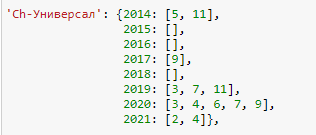 'Ch-Универсал': {2014: [5, 11],
2015: [],
2016: [],
2017: [9],
2018: [],
2019: [3, 7, 11],
2020: [3, 4, 6, 7, 9],
2021: [2, 4]},